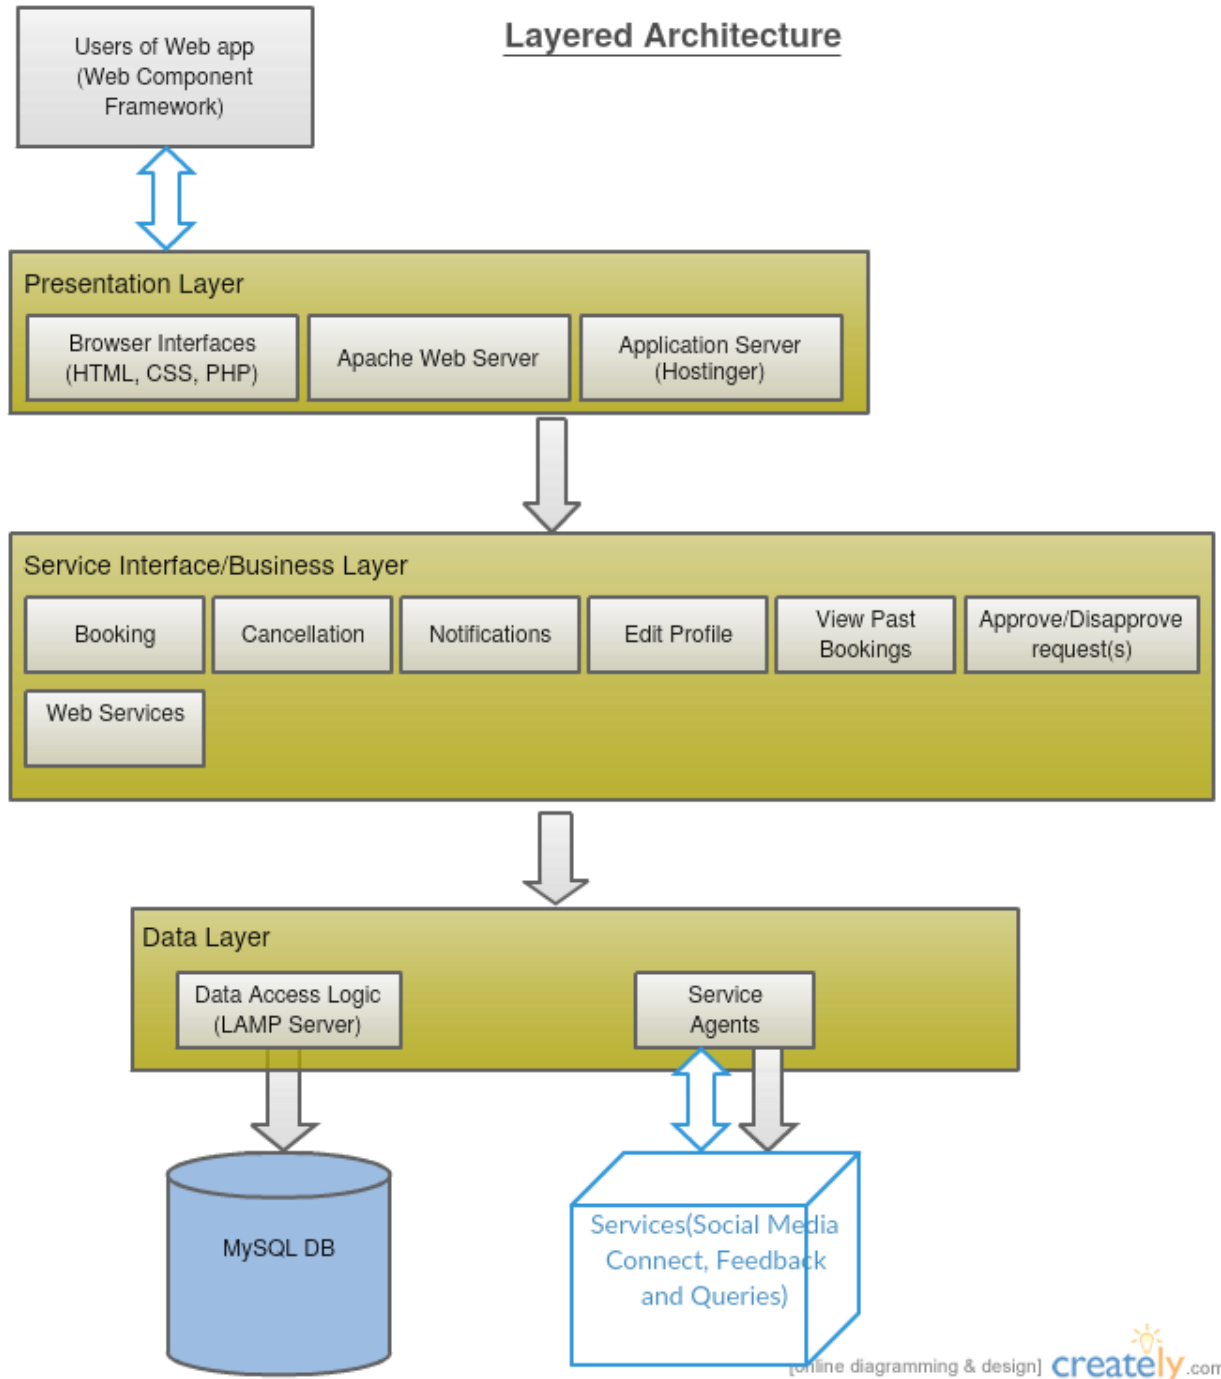 Layered Architecture
Users of Web app
(Web Component
Framework)
Presentation Layer
Browser Interfaces
(HTML, CSS, PHP)
Apache Web Server
Application Server
(Hostinger)
Service Interface/Business Layer
Booking
Cancellation
Notifications
Edit Profile
View Past
Bookings
Approve/Disapprove
request(s)
Web Services
Data Layer
Data Access Logic
(LAMP Server)
Service
Agents
MySQL DB
Services(Social Media
Connect, Feedback
and Queries)
[online diagramming & design] creately.com